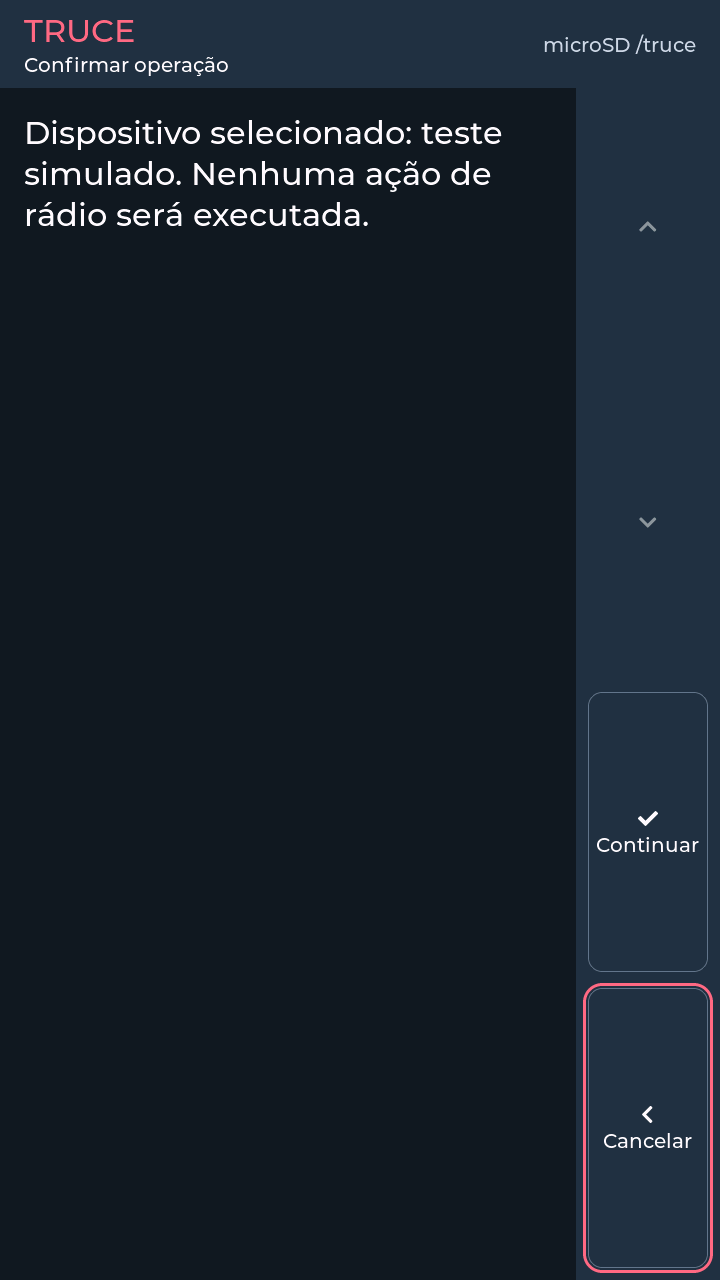 TRUCE
Confirmar operação
microSD /truce
Dispositivo selecionado: teste
simulado. Nenhuma ação de
rádio será executada.
Continuar
Cancelar